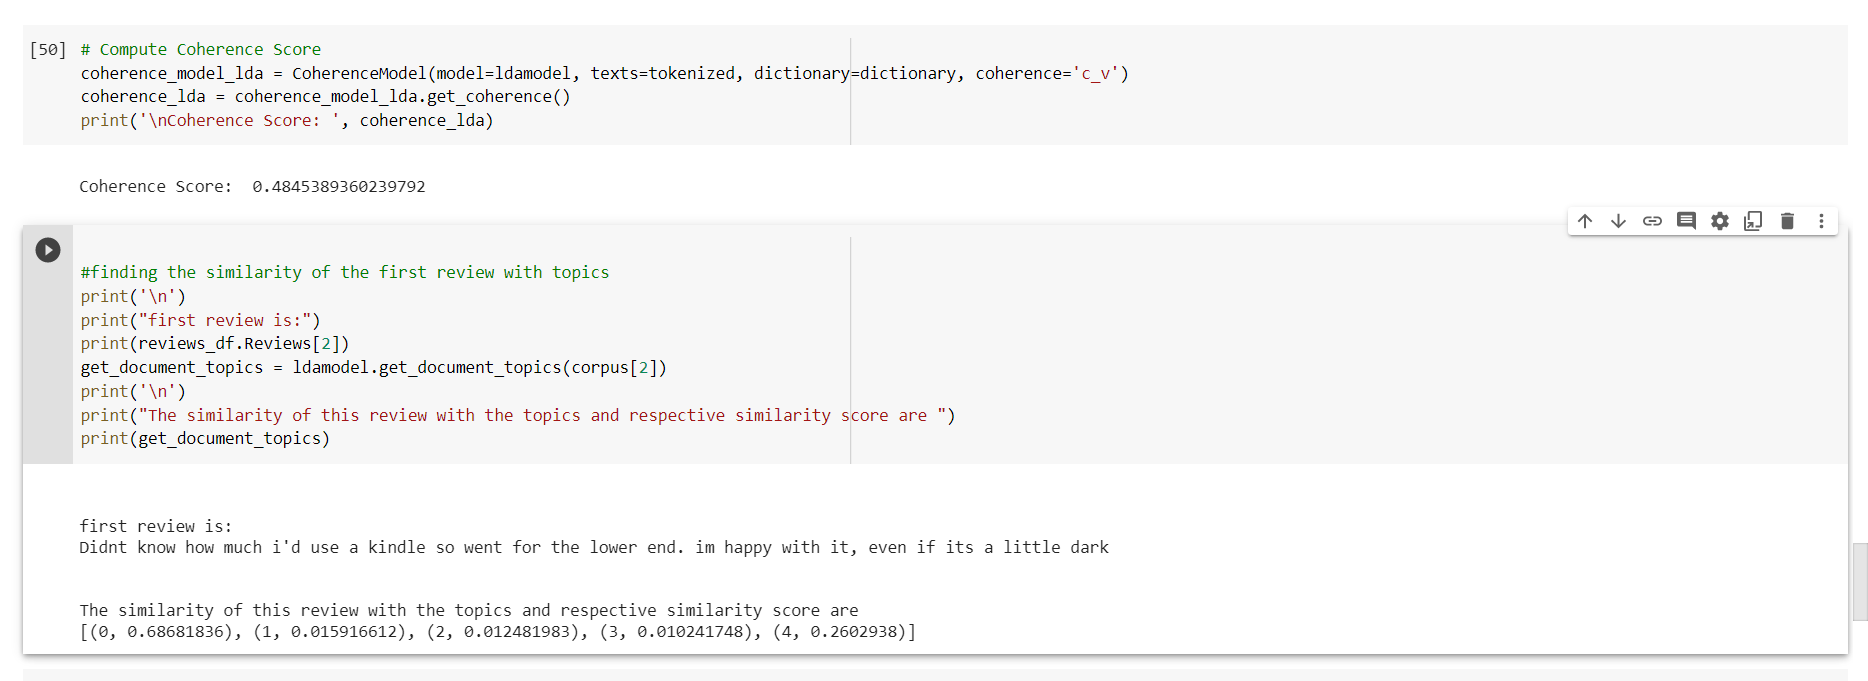 [50] # Compute Coherence Score
coherence_model_lda = CoherenceModel(model=ldamodel, texts=tokenized, dictionary=dictionary, coherence='c_v')
coherence_lda = coherence_model_lda.get_coherence()
print('\nCoherence Score: ', coherence_lda)
Coherence Score:  0.4845389360239792
#finding the similarity of the first review with topics
print('\n')
print("first review is:")
print(reviews_df.Reviews[2])
get_document_topics = ldamodel.get_document_topics(corpus[2])
print('\n')
print("The similarity of this review with the topics and respective similarity score are ")
print(get_document_topics)
first review is:
Didnt know how much i'd use a kindle so went for the lower end. im happy with it, even if its a little dark
The similarity of this review with the topics and respective similarity score are
[(0, 0.68681836), (1, 0.015916612), (2, 0.012481983), (3, 0.010241748), (4, 0.2602938)]